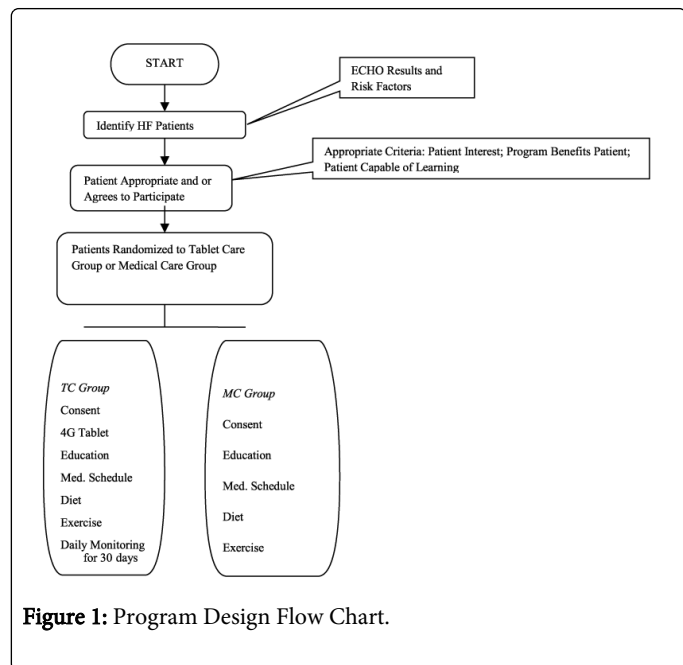 START
ECHO Results and
Risk Factors
Identify HF Patients
Appropriate Criteria: Patient Interest; Program Benefits Patient;
Patient Capable of Learning
Patient Appropriate and or
Agrees to Participate
Patients Randomized to Tablet Care
Group or Medical Care Group
TC Group
Consent
4G Tablet
Education
Med. Schedule
Diet
Exercise
Daily Monitoring
for 30 days
MC Group
Consent
Education
Med. Schedule
Diet
Exercise
Figure 1: Program Design Flow Chart.